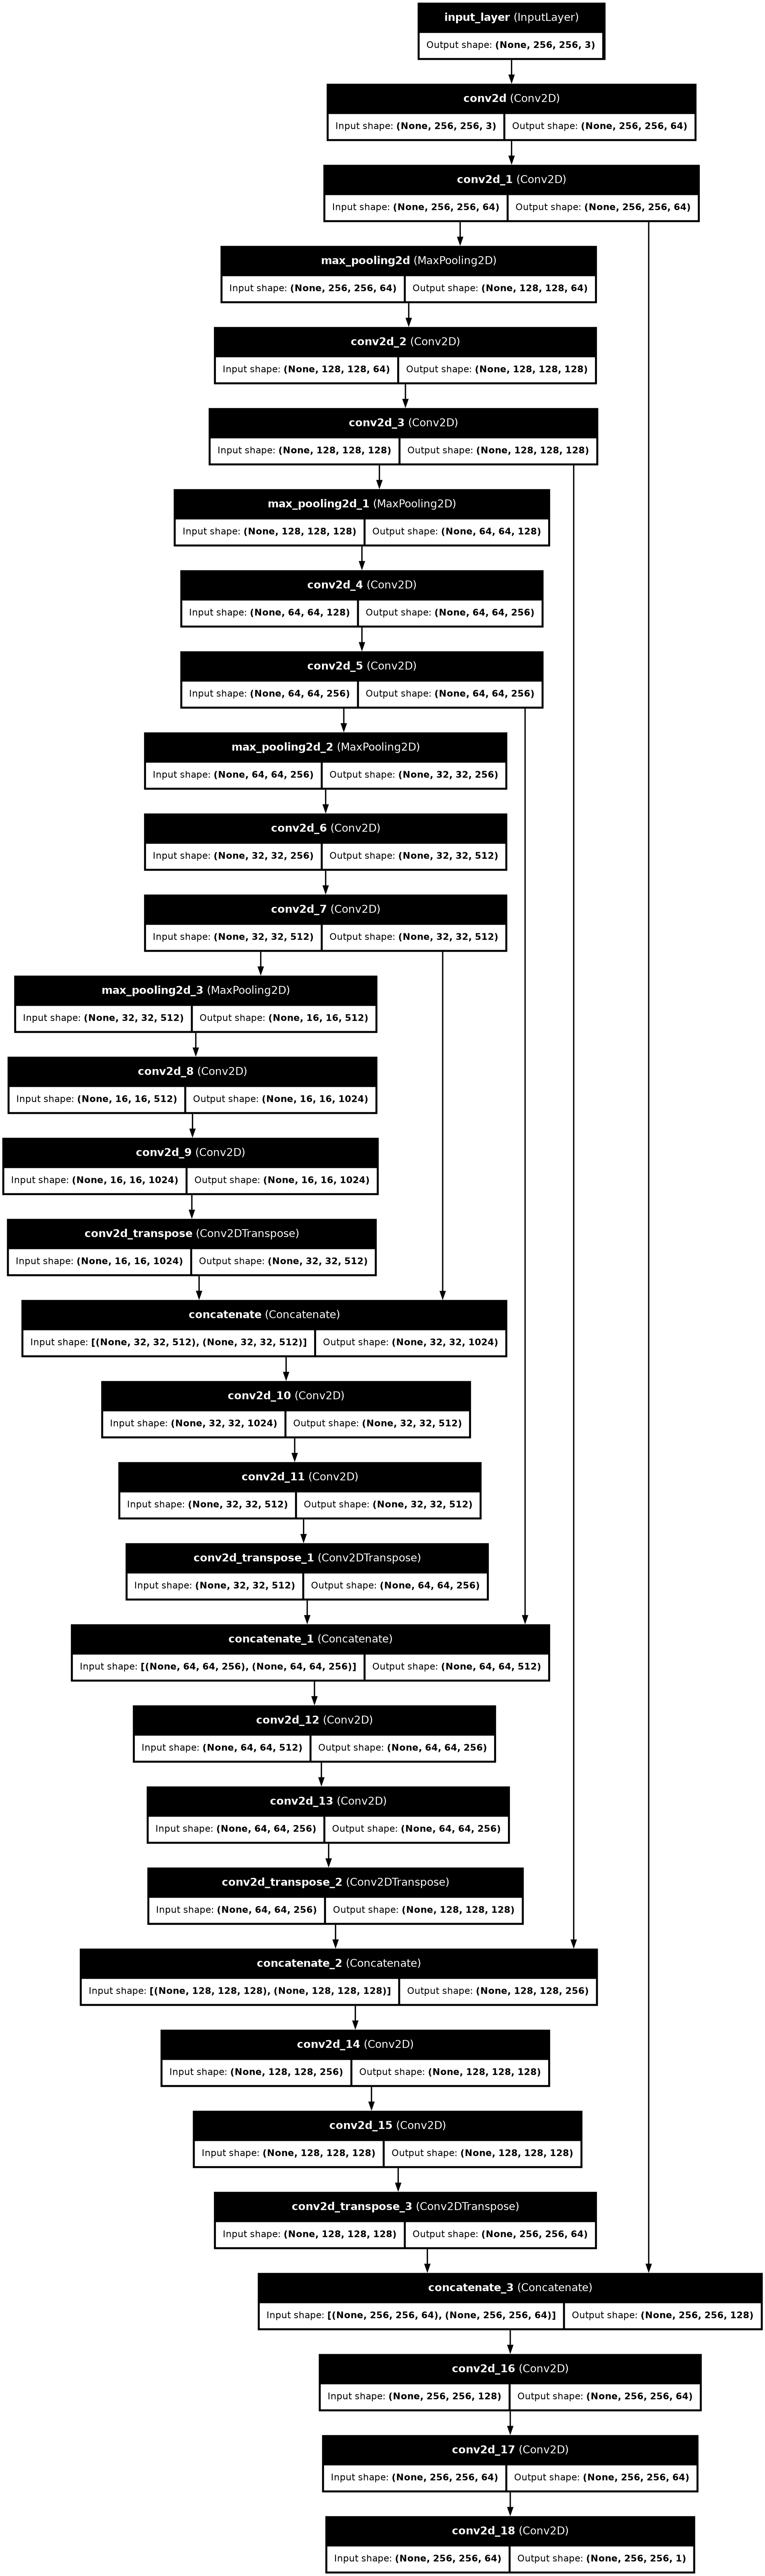 input_layer (InputLayer)
Output shape: (None, 256, 256, 3)
conv2d (Conv2D)
Input shape: (None, 256, 256, 3) Output shape: (None, 256, 256, 64)
conv2d_1 (Conv2D)
Input shape: (None, 256, 256, 64) Output shape: (None, 256, 256, 64)
max_pooling2d (MaxPooling2D)
Input shape: (None, 256, 256, 64) Output shape: (None, 128, 128, 64)
conv2d_2 (Conv2D)
Input shape: (None, 128, 128, 64) Output shape: (None, 128, 128, 128)
conv2d_3 (Conv2D)
Input shape: (None, 128, 128, 128) Output shape: (None, 128, 128, 128)
max_pooling2d_1 (MaxPooling2D)
Input shape: (None, 128, 128, 128) Output shape: (None, 64, 64, 128)
conv2d_4 (Conv2D)
Input shape: (None, 64, 64, 128) Output shape: (None, 64, 64, 256)
conv2d_5 (Conv2D)
Input shape: (None, 64, 64, 256) Output shape: (None, 64, 64, 256)
max_pooling2d_2 (MaxPooling2D)
Input shape: (None, 64, 64, 256) Output shape: (None, 32, 32, 256)
conv2d_6 (Conv2D)
Input shape: (None, 32, 32, 256) Output shape: (None, 32, 32, 512)
conv2d_7 (Conv2D)
Input shape: (None, 32, 32, 512) Output shape: (None, 32, 32, 512)
max_pooling2d_3 (MaxPooling2D)
Input shape: (None, 32, 32, 512) Output shape: (None, 16, 16, 512)
conv2d_8 (Conv2D)
Input shape: (None, 16, 16, 512) Output shape: (None, 16, 16, 1024)
conv2d_9 (Conv2D)
Input shape: (None, 16, 16, 1024) Output shape: (None, 16, 16, 1024)
conv2d_transpose (Conv2DTranspose)
Input shape: (None, 16, 16, 1024) Output shape: (None, 32, 32, 512)
concatenate (Concatenate)
Input shape: [(None, 32, 32, 512), (None, 32, 32, 512)] Output shape: (None, 32, 32, 1024)
conv2d_10 (Conv2D)
Input shape: (None, 32, 32, 1024) Output shape: (None, 32, 32, 512)
conv2d_11 (Conv2D)
Input shape: (None, 32, 32, 512) Output shape: (None, 32, 32, 512)
conv2d_transpose_1 (Conv2DTranspose)
Input shape: (None, 32, 32, 512) Output shape: (None, 64, 64, 256)
concatenate_1 (Concatenate)
Input shape: [(None, 64, 64, 256), (None, 64, 64, 256)] Output shape: (None, 64, 64, 512)
conv2d_12 (Conv2D)
Input shape: (None, 64, 64, 512) Output shape: (None, 64, 64, 256)
conv2d_13 (Conv2D)
Input shape: (None, 64, 64, 256) Output shape: (None, 64, 64, 256)
conv2d_transpose_2 (Conv2DTranspose)
Input shape: (None, 64, 64, 256) Output shape: (None, 128, 128, 128)
concatenate_2 (Concatenate)
Input shape: [(None, 128, 128, 128), (None, 128, 128, 128)] Output shape: (None, 128, 128, 256)
conv2d_14 (Conv2D)
Input shape: (None, 128, 128, 256) Output shape: (None, 128, 128, 128)
conv2d_15 (Conv2D)
Input shape: (None, 128, 128, 128) Output shape: (None, 128, 128, 128)
conv2d_transpose_3 (Conv2DTranspose)
Input shape: (None, 128, 128, 128) Output shape: (None, 256, 256, 64)
concatenate_3 (Concatenate)
Input shape: [(None, 256, 256, 64), (None, 256, 256, 64)] Output shape: (None, 256, 256, 128)
conv2d_16 (Conv2D)
Input shape: (None, 256, 256, 128) Output shape: (None, 256, 256, 64)
conv2d_17 (Conv2D)
Input shape: (None, 256, 256, 64) Output shape: (None, 256, 256, 64)
conv2d_18 (Conv2D)
Input shape: (None, 256, 256, 64) Output shape: (None, 256, 256, 1)